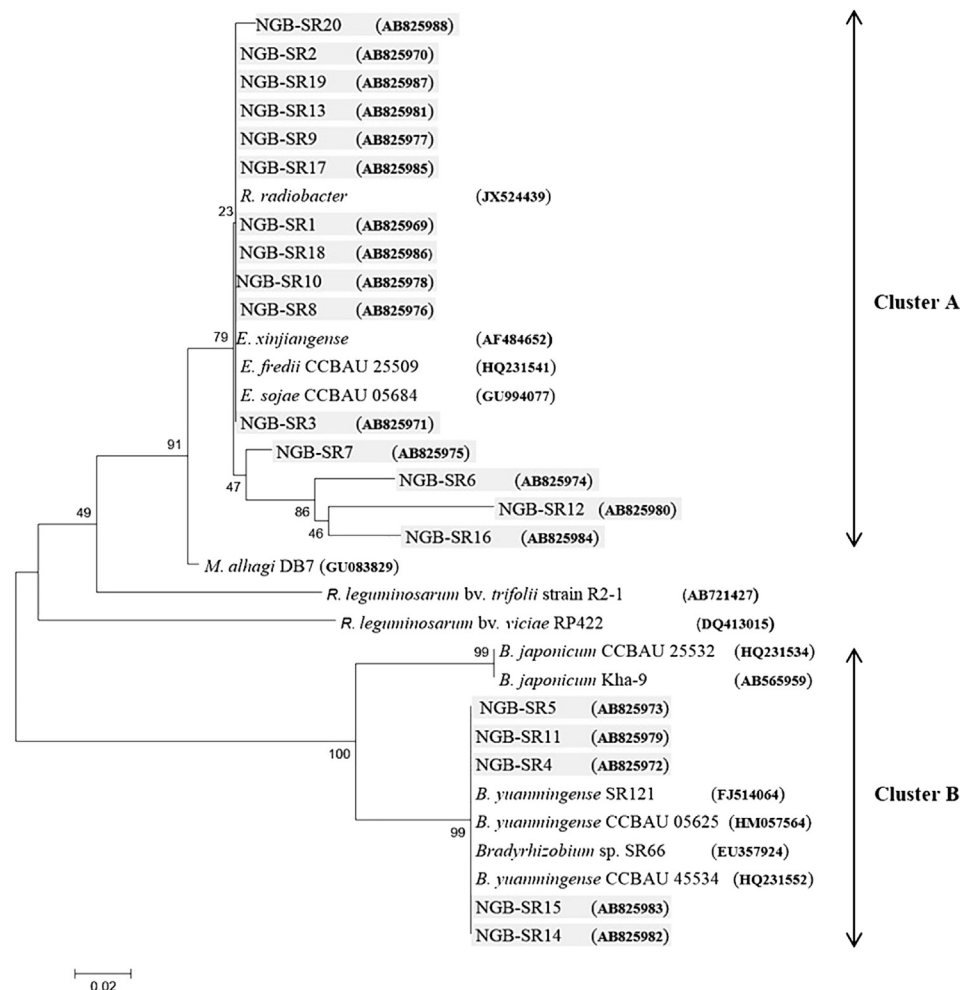 NGB-SR20 (AB825988)
NGB-SR2 (AB825970)
NGB-SR19 (AB825987)
NGB-SR13 (AB825981)
NGB-SR9 (AB825977)
NGB-SR17 (AB825985)
R. radiobacter (JX524439)
23
NGB-SR1 (AB825969)
NGB-SR18 (AB825986)
NGB-SR10 (AB825978)
NGB-SR8 (AB825976)
Cluster A
79
E. xinjiangense (AF484652)
E. fredii CCBAU 25509 (HQ231541)
E. sojae CCBAU 05684 (GU994077)
NGB-SR3 (AB825971)
91
NGB-SR7 (AB825975)
NGB-SR6 (AB825974)
47
NGB-SR12 (AB825980)
86
49
46
NGB-SR16 (AB825984)
M. alhagi DB7 (GU083829)
R. leguminosarum bv. trifolii strain R2-1 (AB721427)
R. leguminosarum bv. viciae RP422 (DQ413015)
99
B. japonicum CCBAU 25532 (HQ231534)
B. japonicum Kha-9 (AB565959)
NGB-SR5 (AB825973)
NGB-SR11 (AB825979)
100
NGB-SR4 (AB825972)
B. yuanmingense SR121 (FJ514064)
Cluster B
B. yuanmingense CCBAU 05625 (HM057564)
99
Bradyrhizobium sp. SR66 (EU357924)
B. yuanmingense CCBAU 45534 (HQ231552)
NGB-SR15 (AB825983)
NGB-SR14 (AB825982)
0.02